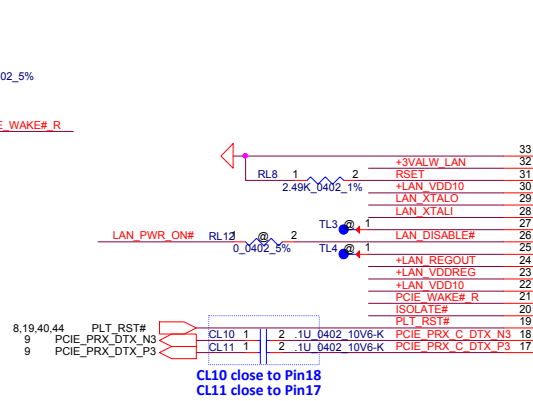 02_5%
E_WAKE#_R
33
+3VALW_LAN 32
RL8 1 2 RSET 31
2.49K_0402_1% +LAN_VDD10 30
LAN_XTALO 29
LAN_XTALI 28
TL3 @ 1 27
LAN_PWR_ON# RL12 1 @ 2 LAN_DISABLE# 26
0_0402_5% TL4 @ 1 25
+LAN_REGOUT 24
+LAN_VDDREG 23
+LAN_VDD10 22
PCIE_WAKE#_R 21
ISOLATE# 20
8,19,40,44 PLT_RST# PLT_RST# 19
9 PCIE_PRX_DTX_N3 CL10 1 2 .1U_0402_10V6-K PCIE_PRX_C_DTX_N3 18
9 PCIE_PRX_DTX_P3 CL11 1 2 .1U_0402_10V6-K PCIE_PRX_C_DTX_P3 17
CL10 close to Pin18
CL11 close to Pin17